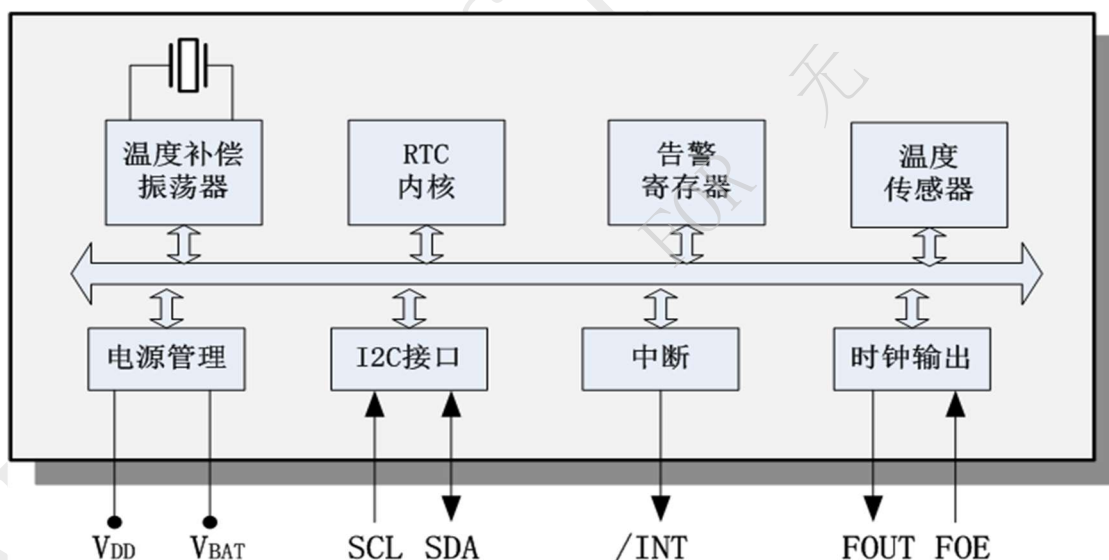 无
温度补偿
振荡器
RTC
内核
告警
寄存器
温度
传感器
FOR
电源管理
I2C接口
中断
时钟输出
VDD
VBAT
SCL
SDA
/INT
FOUT
FOE